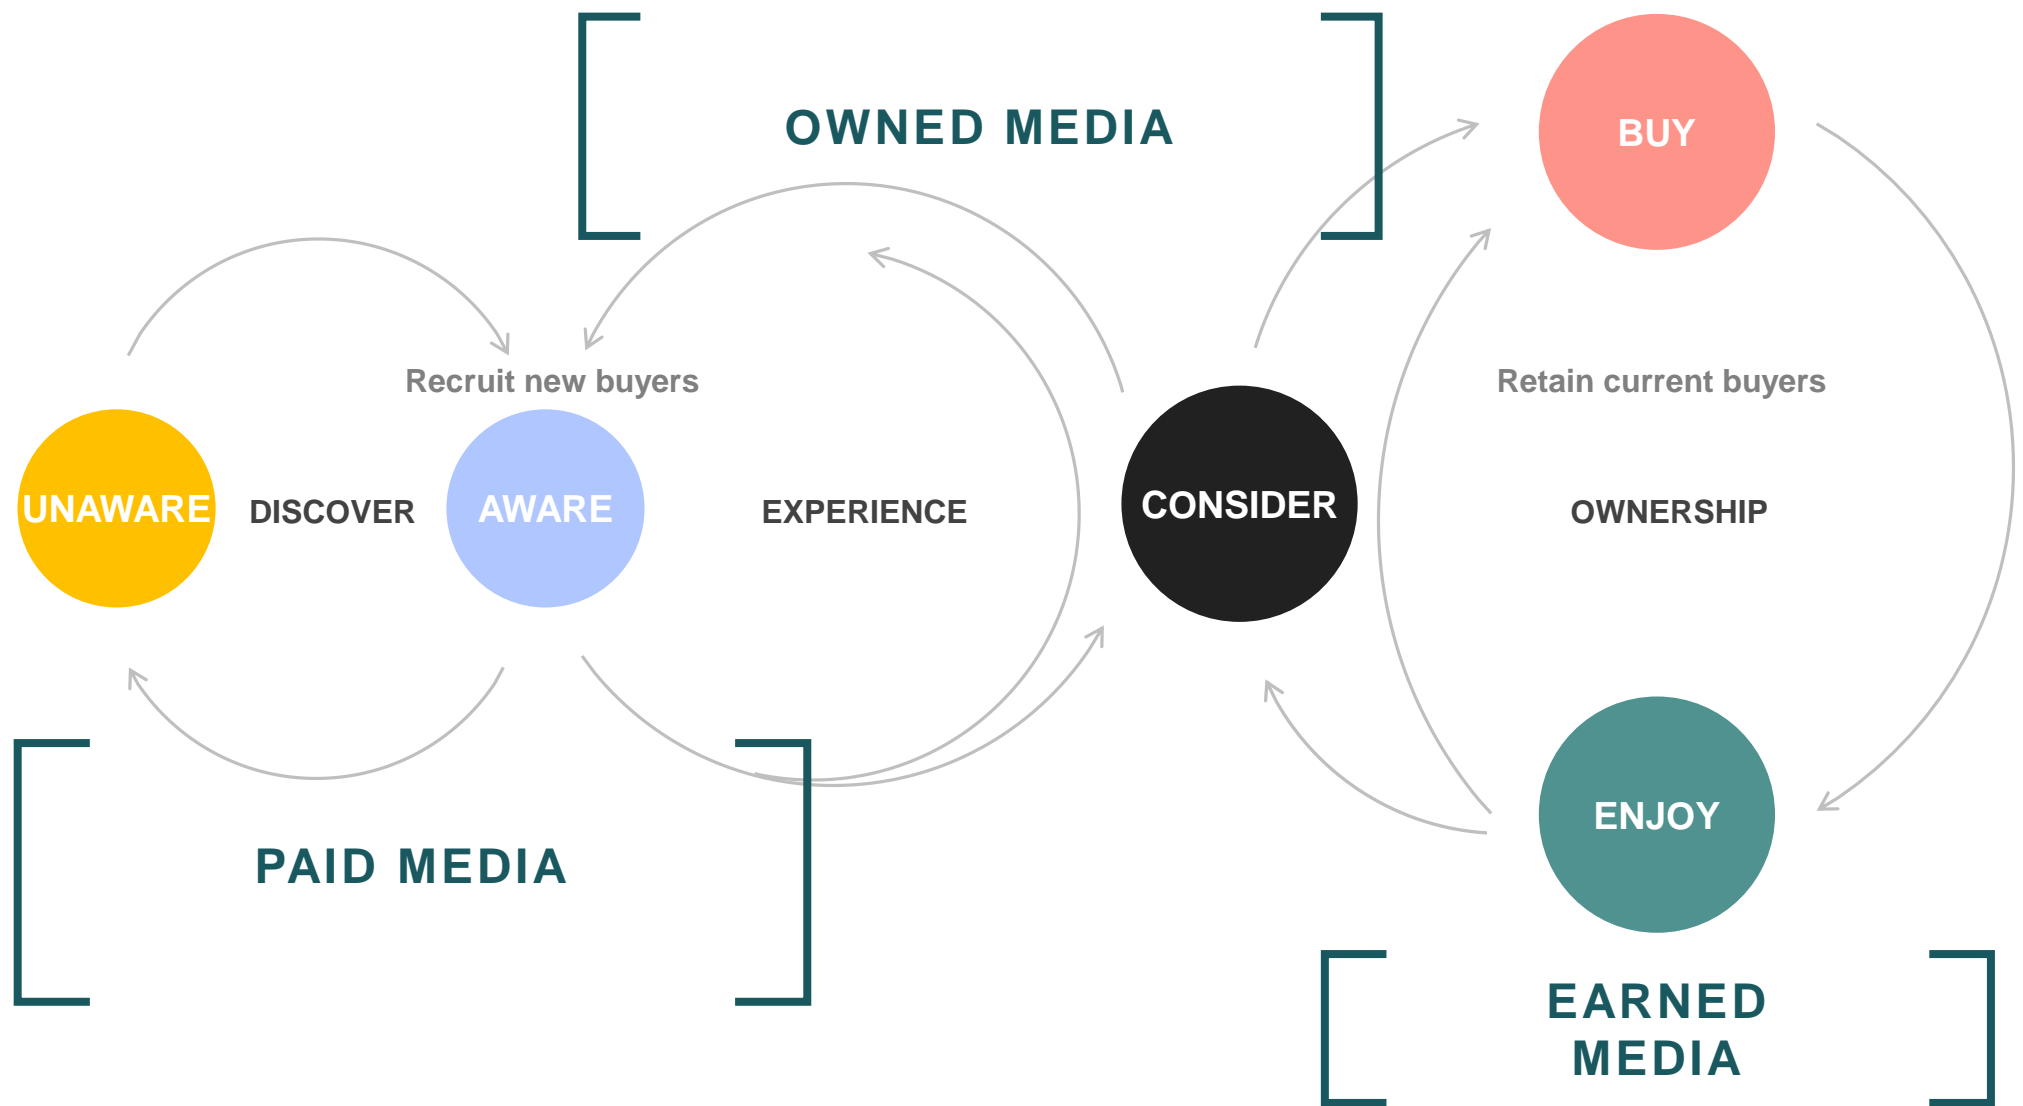 OWNED MEDIA
BUY
Recruit new buyers
Retain current buyers
UNAWARE
DISCOVER
AWARE
EXPERIENCE
CONSIDER
OWNERSHIP
ENJOY
PAID MEDIA
EARNED
MEDIA